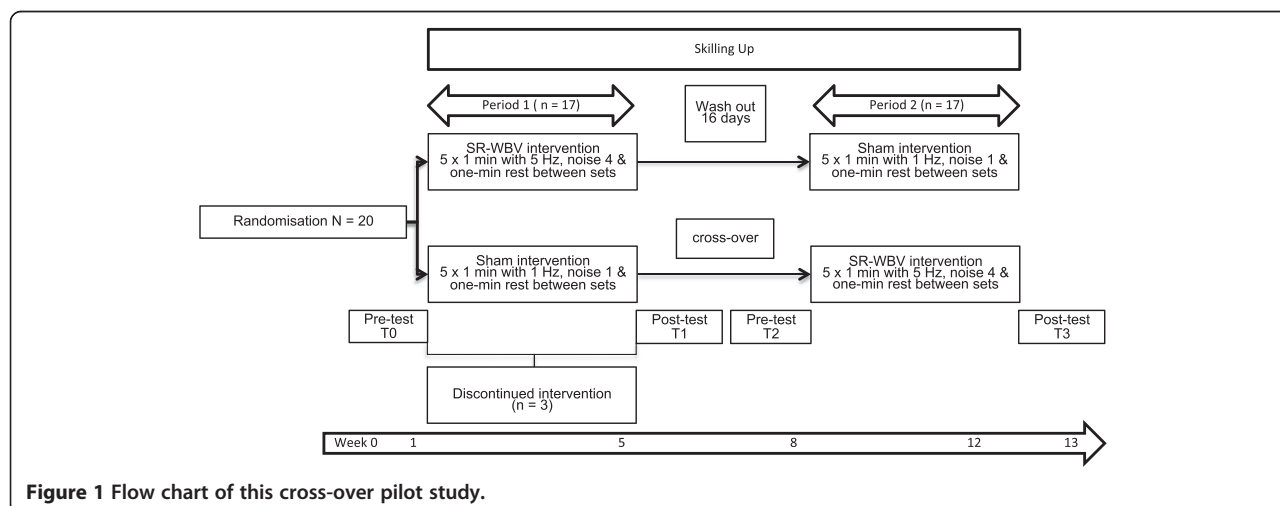 Skilling Up
Period 1 ( n = 17)
Wash out
16 days
Period 2 (n = 17)
SR-WBV intervention
5 x 1 min with 5 Hz, noise 4 &
one-min rest between sets
Sham intervention
5 x 1 min with 1 Hz, noise 1 &
one-min rest between sets
Randomisation N = 20
cross-over
Sham intervention
5 x 1 min with 1 Hz, noise 1 &
one-min rest between sets
SR-WBV intervention
5 x 1 min with 5 Hz, noise 4 &
one-min rest between sets
Pre-test
T0
Post-test
T1
Pre-test
T2
Post-test
T3
Discontinued intervention
(n = 3)
Week 0 1 5 8 12 13
Figure 1 Flow chart of this cross-over pilot study.